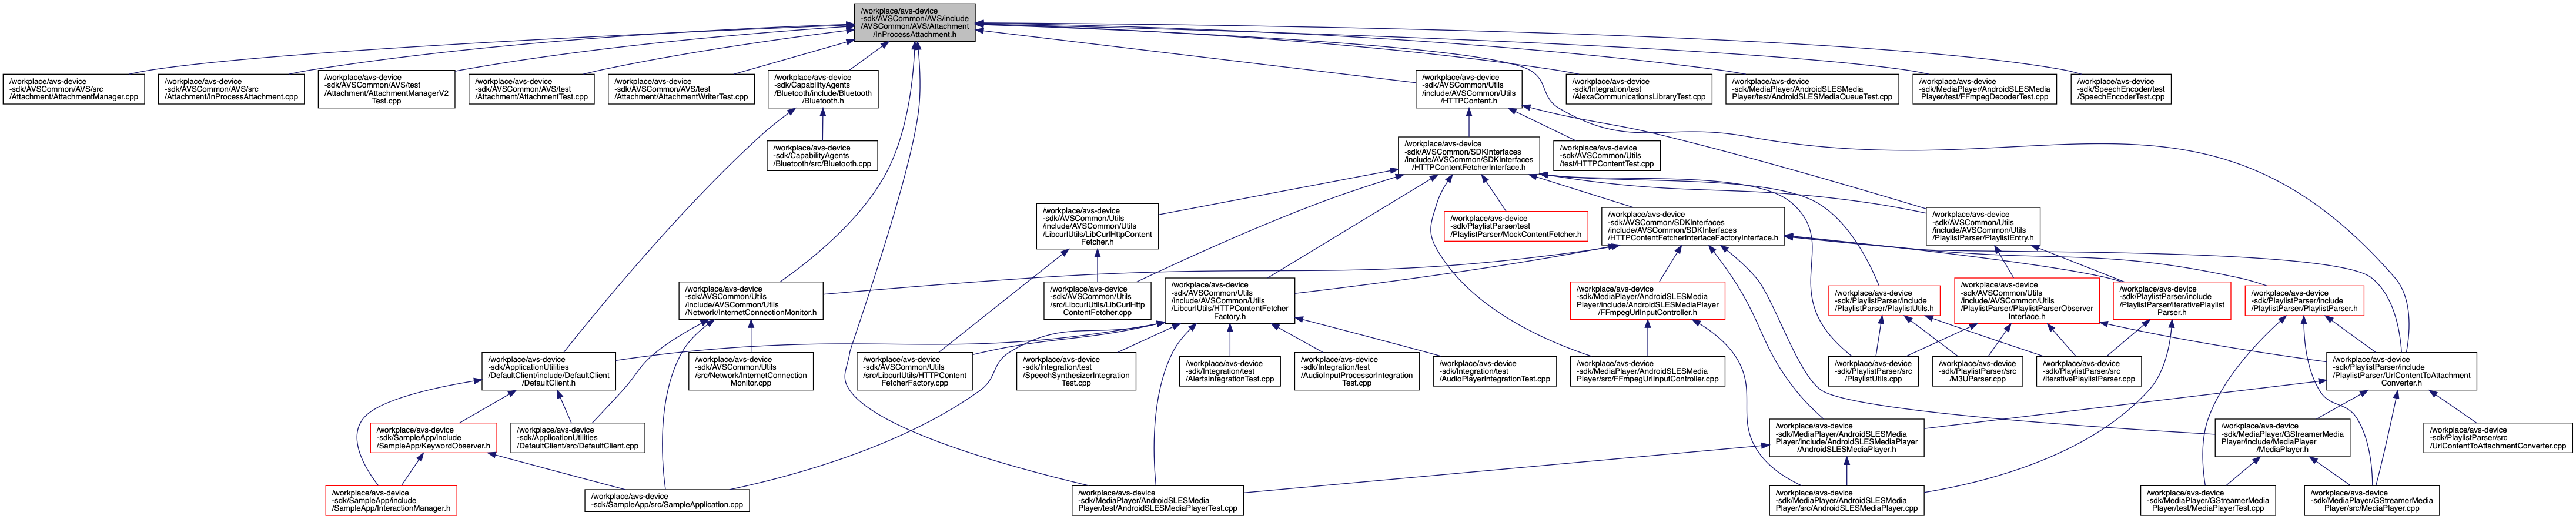 /workplace/avs-device
-sdk/AVSCommon/AVS/include
/AVSCommon/AVS/Attachment
/InProcessAttachment.h
/workplace/avs-device
-sdk/AVSCommon/AVS/src
/Attachment/AttachmentManager.cpp
/workplace/avs-device
-sdk/AVSCommon/AVS/src
/Attachment/InProcessAttachment.cpp
/workplace/avs-device
-sdk/AVSCommon/AVS/test
/Attachment/AttachmentManagerV2
Test.cpp
/workplace/avs-device
-sdk/AVSCommon/AVS/test
/Attachment/AttachmentTest.cpp
/workplace/avs-device
-sdk/AVSCommon/AVS/test
/Attachment/AttachmentWriterTest.cpp
/workplace/avs-device
-sdk/CapabilityAgents
/Bluetooth/include/Bluetooth
/Bluetooth.h
/workplace/avs-device
-sdk/AVSCommon/Utils
/include/AVSCommon/Utils
/HTTPContent.h
/workplace/avs-device
-sdk/Integration/test
/AlexaCommunicationsLibraryTest.cpp
/workplace/avs-device
-sdk/MediaPlayer/AndroidSLESMedia
Player/test/AndroidSLESMediaQueueTest.cpp
/workplace/avs-device
-sdk/MediaPlayer/AndroidSLESMedia
Player/test/FFmpegDecoderTest.cpp
/workplace/avs-device
-sdk/SpeechEncoder/test
/SpeechEncoderTest.cpp
/workplace/avs-device
-sdk/CapabilityAgents
/Bluetooth/src/Bluetooth.cpp
/workplace/avs-device
-sdk/AVSCommon/SDKInterfaces
/include/AVSCommon/SDKInterfaces
/HTTPContentFetcherInterface.h
/workplace/avs-device
-sdk/AVSCommon/Utils
/test/HTTPContentTest.cpp
/workplace/avs-device
-sdk/AVSCommon/Utils
/include/AVSCommon/Utils
/LibcurlUtils/LibCurlHttpContent
Fetcher.h
/workplace/avs-device
-sdk/PlaylistParser/test
/PlaylistParser/MockContentFetcher.h
/workplace/avs-device
-sdk/AVSCommon/SDKInterfaces
/include/AVSCommon/SDKInterfaces
/HTTPContentFetcherInterfaceFactoryInterface.h
/workplace/avs-device
-sdk/AVSCommon/Utils
/include/AVSCommon/Utils
/PlaylistParser/PlaylistEntry.h
/workplace/avs-device
-sdk/AVSCommon/Utils
/include/AVSCommon/Utils
/Network/InternetConnectionMonitor.h
/workplace/avs-device
-sdk/AVSCommon/Utils
/src/LibcurlUtils/LibCurlHttp
ContentFetcher.cpp
/workplace/avs-device
-sdk/AVSCommon/Utils
/include/AVSCommon/Utils
/LibcurlUtils/HTTPContentFetcher
Factory.h
/workplace/avs-device
-sdk/MediaPlayer/AndroidSLESMedia
Player/include/AndroidSLESMediaPlayer
/FFmpegUrlInputController.h
/workplace/avs-device
-sdk/PlaylistParser/include
/PlaylistParser/PlaylistUtils.h
/workplace/avs-device
-sdk/AVSCommon/Utils
/include/AVSCommon/Utils
/PlaylistParser/PlaylistParserObserver
Interface.h
/workplace/avs-device
-sdk/PlaylistParser/include
/PlaylistParser/IterativePlaylist
Parser.h
/workplace/avs-device
-sdk/PlaylistParser/include
/PlaylistParser/PlaylistParser.h
/workplace/avs-device
-sdk/ApplicationUtilities
/DefaultClient/include/DefaultClient
/DefaultClient.h
/workplace/avs-device
-sdk/AVSCommon/Utils
/src/Network/InternetConnection
Monitor.cpp
/workplace/avs-device
-sdk/AVSCommon/Utils
/src/LibcurlUtils/HTTPContent
FetcherFactory.cpp
/workplace/avs-device
-sdk/Integration/test
/SpeechSynthesizerIntegration
Test.cpp
/workplace/avs-device
-sdk/Integration/test
/AlertsIntegrationTest.cpp
/workplace/avs-device
-sdk/Integration/test
/AudioInputProcessorIntegration
Test.cpp
/workplace/avs-device
-sdk/Integration/test
/AudioPlayerIntegrationTest.cpp
/workplace/avs-device
-sdk/MediaPlayer/AndroidSLESMedia
Player/src/FFmpegUrlInputController.cpp
/workplace/avs-device
-sdk/PlaylistParser/src
/PlaylistUtils.cpp
/workplace/avs-device
-sdk/PlaylistParser/src
/M3UParser.cpp
/workplace/avs-device
-sdk/PlaylistParser/src
/IterativePlaylistParser.cpp
/workplace/avs-device
-sdk/PlaylistParser/include
/PlaylistParser/UrlContentToAttachment
Converter.h
/workplace/avs-device
-sdk/SampleApp/include
/SampleApp/KeywordObserver.h
/workplace/avs-device
-sdk/ApplicationUtilities
/DefaultClient/src/DefaultClient.cpp
/workplace/avs-device
-sdk/MediaPlayer/AndroidSLESMedia
Player/include/AndroidSLESMediaPlayer
/AndroidSLESMediaPlayer.h
/workplace/avs-device
-sdk/MediaPlayer/GStreamerMedia
Player/include/MediaPlayer
/MediaPlayer.h
/workplace/avs-device
-sdk/PlaylistParser/src
/UrlContentToAttachmentConverter.cpp
/workplace/avs-device
-sdk/SampleApp/include
/SampleApp/InteractionManager.h
/workplace/avs-device
-sdk/SampleApp/src/SampleApplication.cpp
/workplace/avs-device
-sdk/MediaPlayer/AndroidSLESMedia
Player/test/AndroidSLESMediaPlayerTest.cpp
/workplace/avs-device
-sdk/MediaPlayer/AndroidSLESMedia
Player/src/AndroidSLESMediaPlayer.cpp
/workplace/avs-device
-sdk/MediaPlayer/GStreamerMedia
Player/test/MediaPlayerTest.cpp
/workplace/avs-device
-sdk/MediaPlayer/GStreamerMedia
Player/src/MediaPlayer.cpp